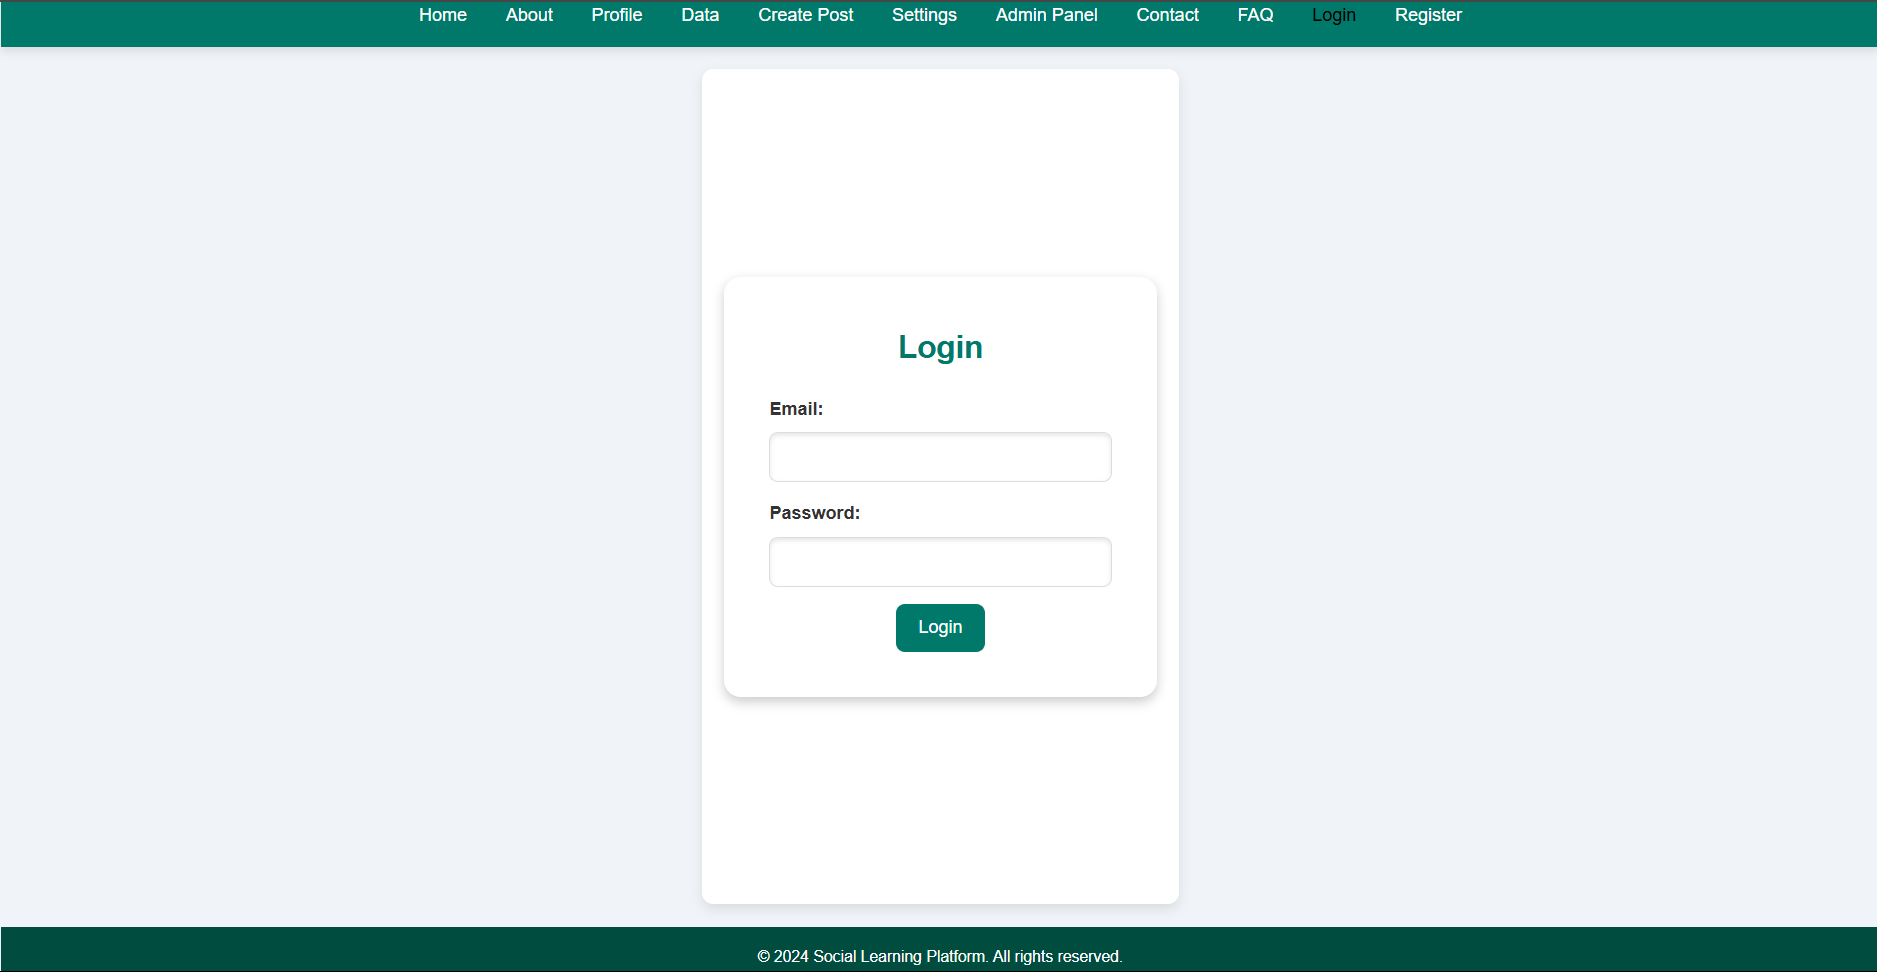 Home About Profile Data Create Post Settings Admin Panel Contact FAQ Login Register
Login
Email:
Password:
Login
© 2024 Social Learning Platform. All rights reserved.